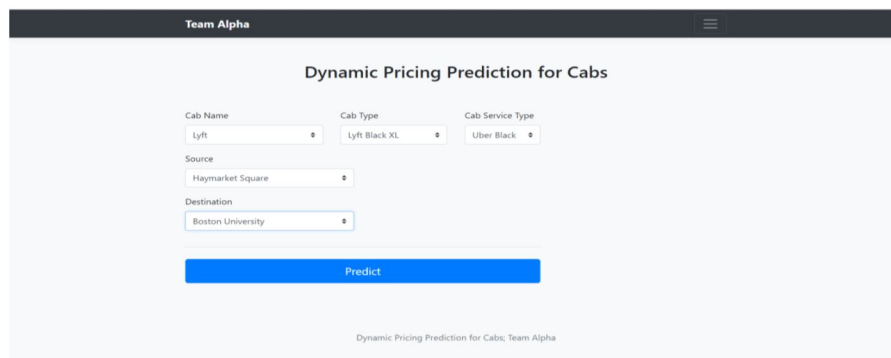 Team Alpha
Dynamic Pricing Prediction for Cabs
Cab Name Cab Type Cab Service Type
Lyft Lyft Black XL Uber Black
Source
Haymarket Square
Destination
Boston University
Predict
Dynamic Pricing Prediction for Cabs; Team Alpha